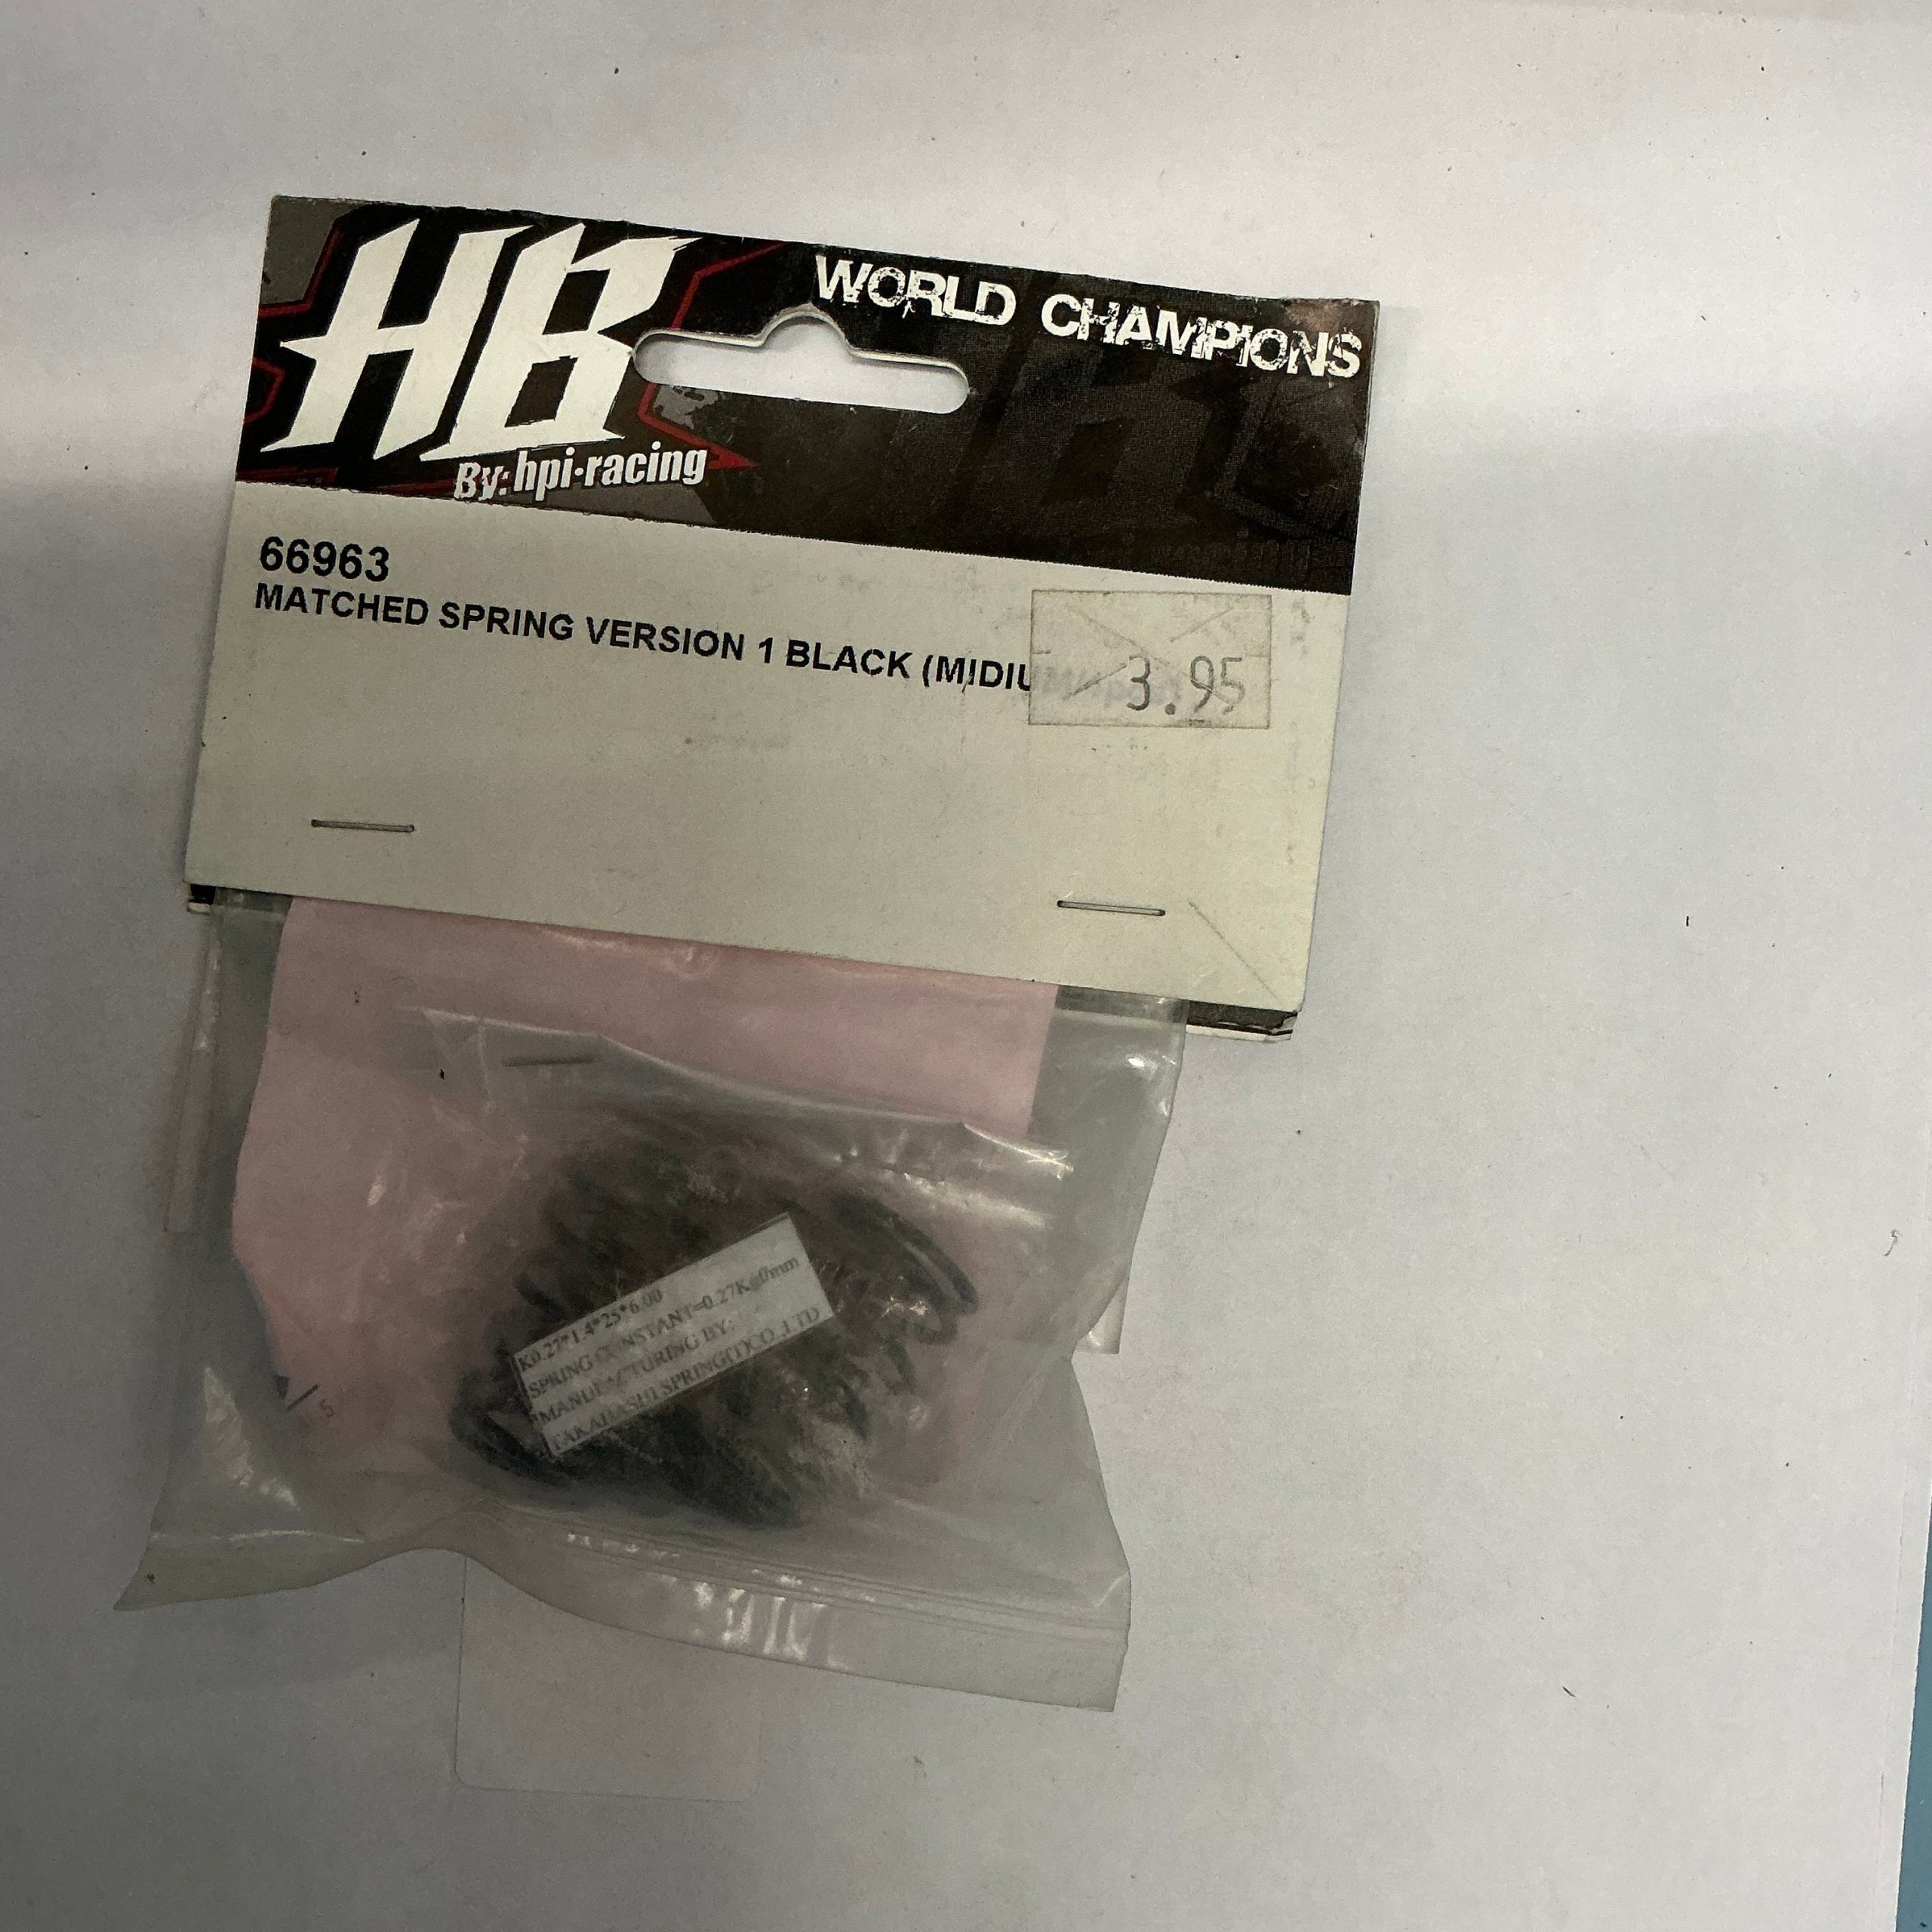 HB
WORLD CHAMPIONS
By: hpi·racing
66963
MATCHED SPRING VERSION 1 BLACK (MIDIU
3.95
K0.27*1.4*25*6.00
SPRING CONSTANT=0.27Kgf/mm
MANUFACTURING BY:
TAKAHASHI SPRING(T)CO.,LTD
5